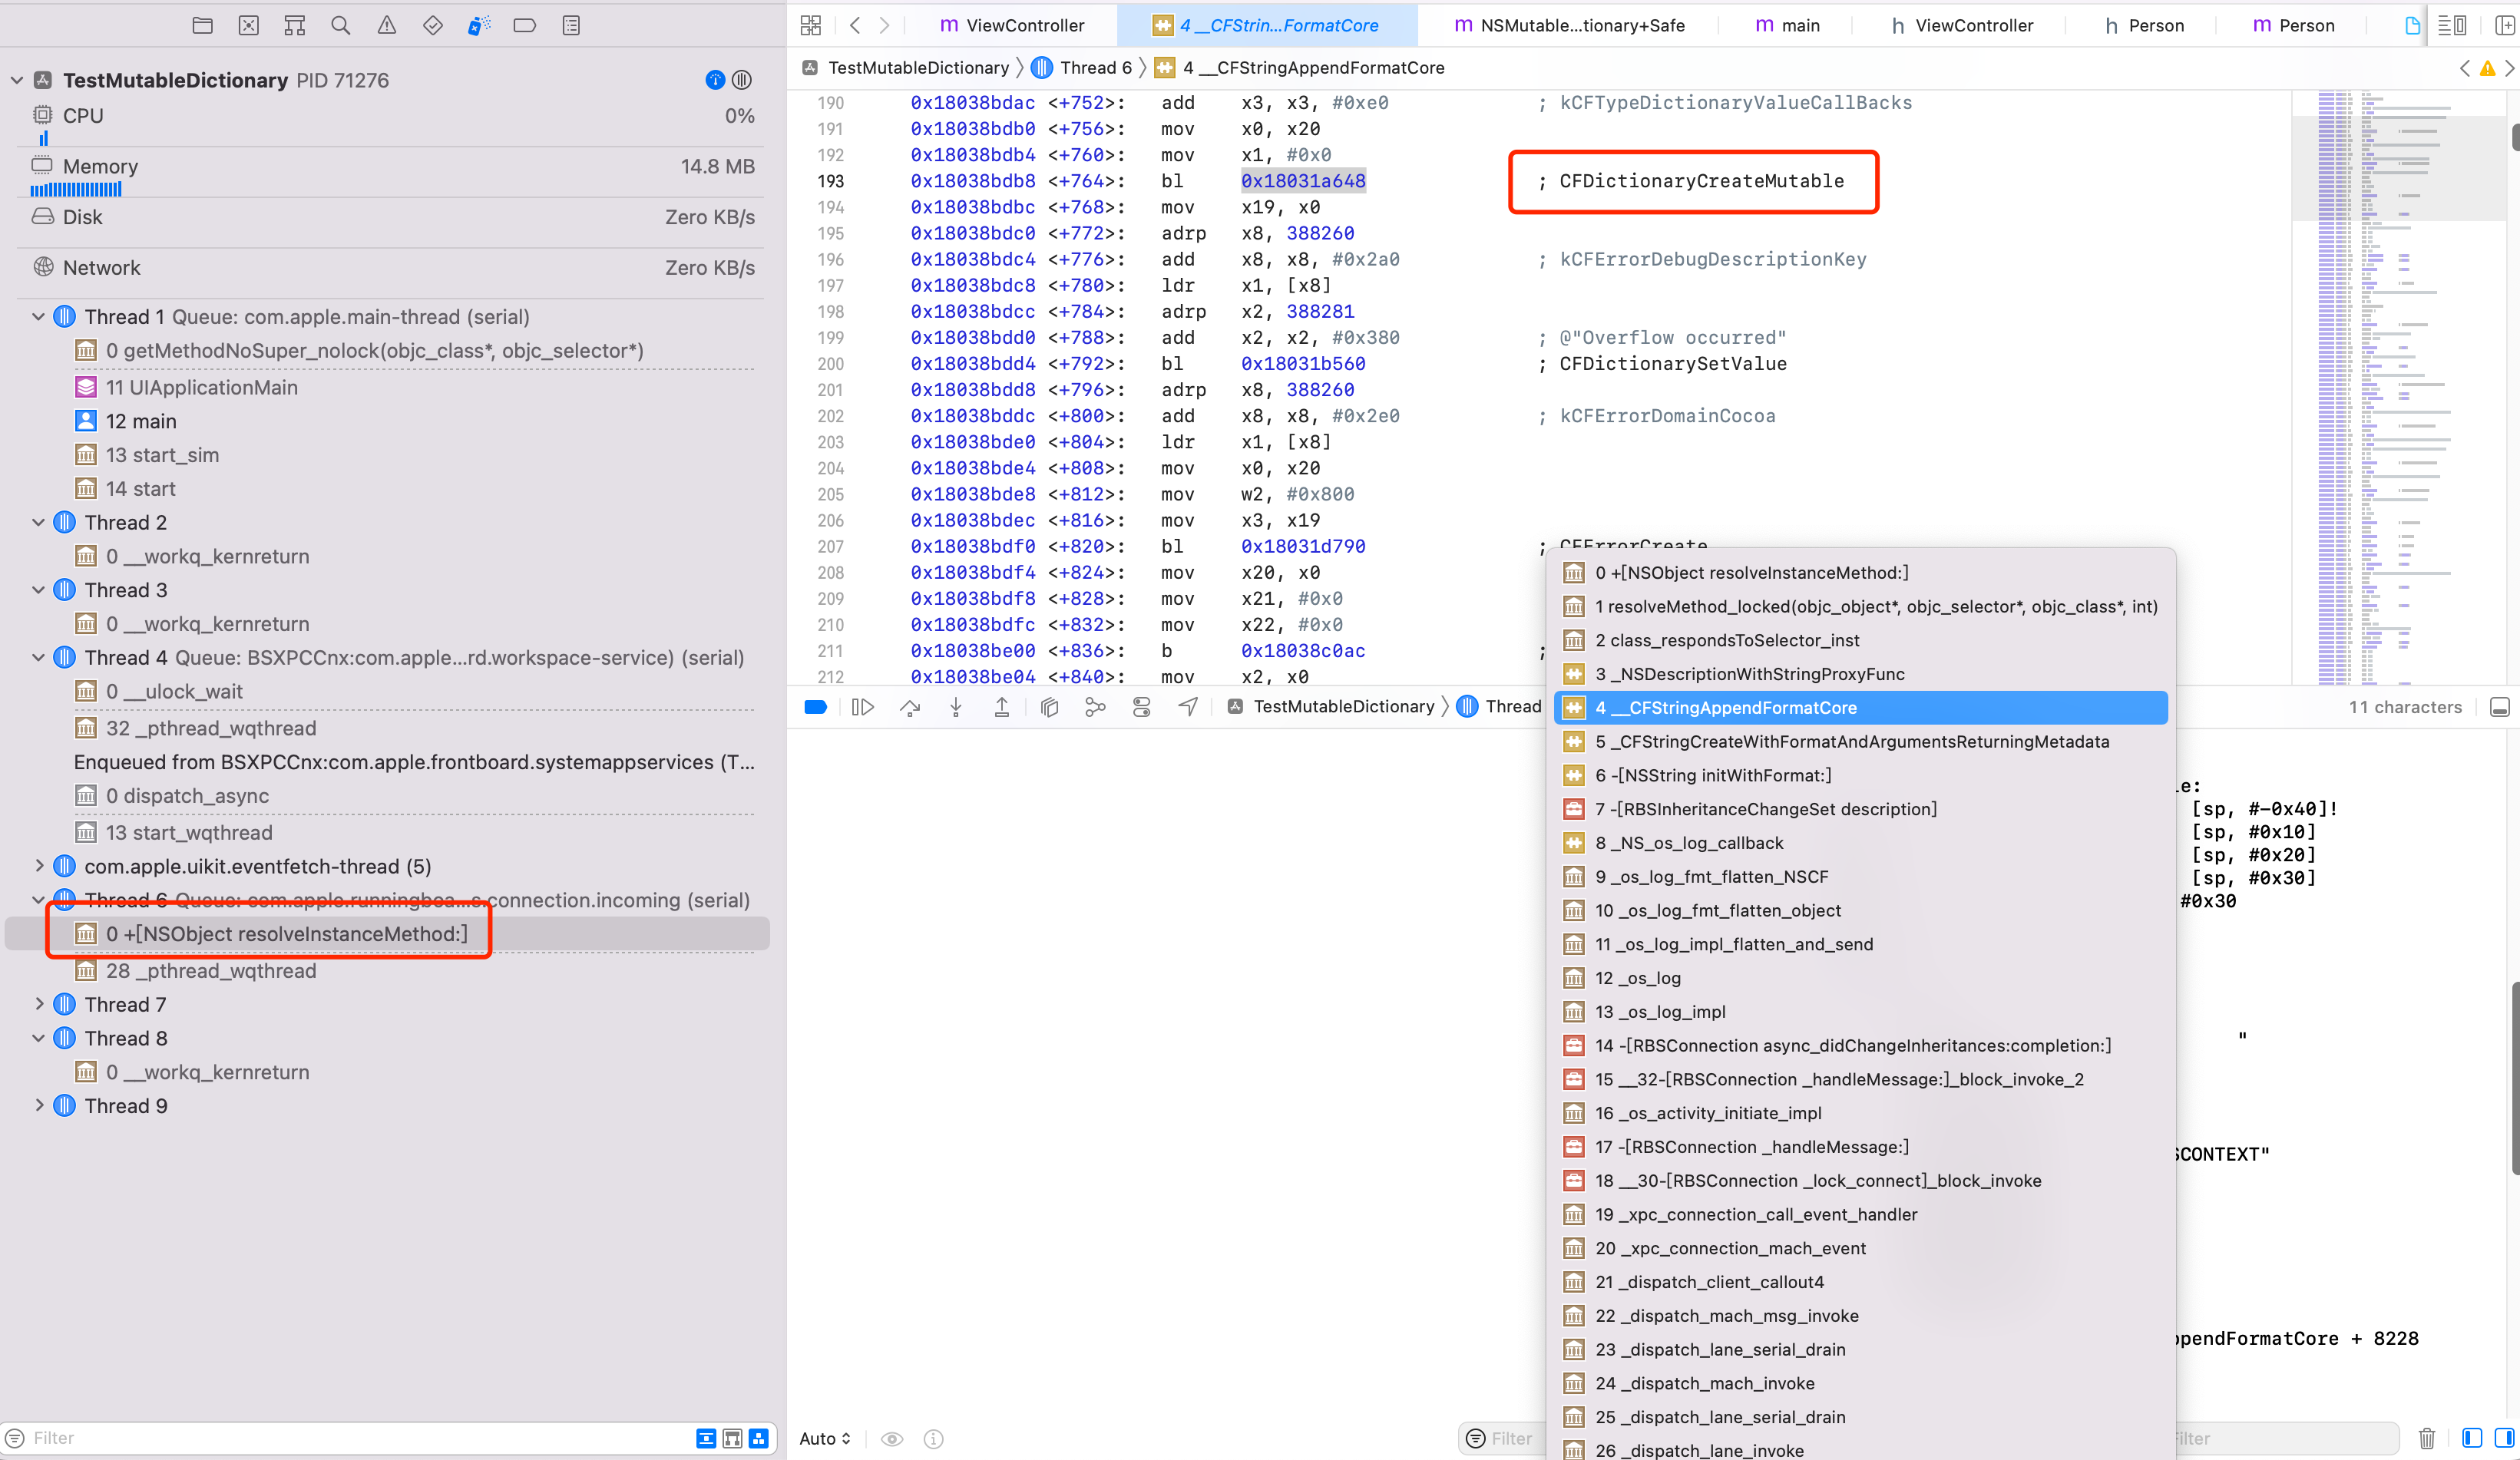 ViewController
4 __CFStrin...FormatCore
NSMutable...tionary+Safe
main
ViewController
Person
Person
TestMutableDictionary PID 71276
CPU 0%
Memory 14.8 MB
Disk Zero KB/s
Network Zero KB/s
Thread 1 Queue: com.apple.main-thread (serial)
0 getMethodNoSuper_nolock(objc_class*, objc_selector*)
11 UIApplicationMain
12 main
13 start_sim
14 start
Thread 2
0 __workq_kernreturn
Thread 3
0 __workq_kernreturn
Thread 4 Queue: BSXPCCnx:com.apple...rd.workspace-service) (serial)
0 __ulock_wait
32 _pthread_wqthread
Enqueued from BSXPCCnx:com.apple.frontboard.systemappservices (T...
0 dispatch_async
13 start_wqthread
com.apple.uikit.eventfetch-thread (5)
Thread 6 Queue: com.apple.runningboa...s.connection.incoming (serial)
0 +[NSObject resolveInstanceMethod:]
28 _pthread_wqthread
Thread 7
Thread 8
0 __workq_kernreturn
Thread 9
Filter
TestMutableDictionary Thread 6 4 __CFStringAppendFormatCore
190 0x18038bdac <+752>: add x3, x3, #0xe0 ; kCFTypeDictionaryValueCallBacks
191 0x18038bdb0 <+756>: mov x0, x20
192 0x18038bdb4 <+760>: mov x1, #0x0
193 0x18038bdb8 <+764>: bl 0x18031a648 ; CFDictionaryCreateMutable
194 0x18038bdbc <+768>: mov x19, x0
195 0x18038bdc0 <+772>: adrp x8, 388260
196 0x18038bdc4 <+776>: add x8, x8, #0x2a0 ; kCFErrorDebugDescriptionKey
197 0x18038bdc8 <+780>: ldr x1, [x8]
198 0x18038bdcc <+784>: adrp x2, 388281
199 0x18038bdd0 <+788>: add x2, x2, #0x380 ; @"Overflow occurred"
200 0x18038bdd4 <+792>: bl 0x18031b560 ; CFDictionarySetValue
201 0x18038bdd8 <+796>: adrp x8, 388260
202 0x18038bddc <+800>: add x8, x8, #0x2e0 ; kCFErrorDomainCocoa
203 0x18038bde0 <+804>: ldr x1, [x8]
204 0x18038bde4 <+808>: mov x0, x20
205 0x18038bde8 <+812>: mov w2, #0x800
206 0x18038bdec <+816>: mov x3, x19
207 0x18038bdf0 <+820>: bl 0x18031d790 ; CFErrorCreate
208 0x18038bdf4 <+824>: mov x20, x0
209 0x18038bdf8 <+828>: mov x21, #0x0
210 0x18038bdfc <+832>: mov x22, #0x0
211 0x18038be00 <+836>: b 0x18038c0ac ;
212 0x18038be04 <+840>: mov x2, x0
TestMutableDictionary Thread
11 characters
0 +[NSObject resolveInstanceMethod:]
1 resolveMethod_locked(objc_object*, objc_selector*, objc_class*, int)
2 class_respondsToSelector_inst
3 _NSDescriptionWithStringProxyFunc
4 __CFStringAppendFormatCore
5 _CFStringCreateWithFormatAndArgumentsReturningMetadata
6 -[NSString initWithFormat:]
7 -[RBSInheritanceChangeSet description]
8 _NS_os_log_callback
9 _os_log_fmt_flatten_NSCF
10 _os_log_fmt_flatten_object
11 _os_log_impl_flatten_and_send
12 _os_log
13 _os_log_impl
14 -[RBSConnection async_didChangeInheritances:completion:]
15 __32-[RBSConnection _handleMessage:]_block_invoke_2
16 _os_activity_initiate_impl
17 -[RBSConnection _handleMessage:]
18 __30-[RBSConnection _lock_connect]_block_invoke
19 _xpc_connection_call_event_handler
20 _xpc_connection_mach_event
21 _dispatch_client_callout4
22 _dispatch_mach_msg_invoke
23 _dispatch_lane_serial_drain
24 _dispatch_mach_invoke
25 _dispatch_lane_serial_drain
26 _dispatch_lane_invoke
le:
[sp, #-0x40]!
[sp, #0x10]
[sp, #0x20]
[sp, #0x30]
#0x30
"
SCONTEXT"
ppendFormatCore + 8228
Auto
Filter
ilter